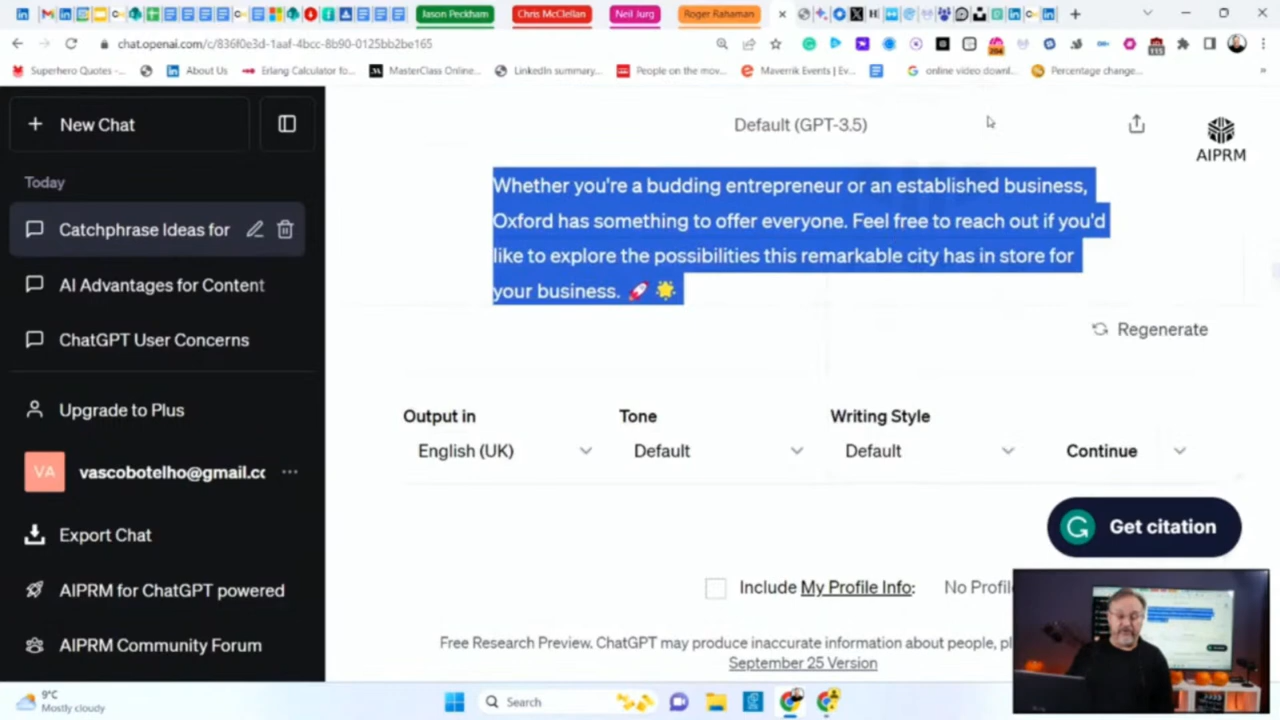 Jason Peckham
Chris McClellan
Neil Jurg
Roger Rahaman
chat.openai.com/c/836f0e3d-1aaf-4bcc-8b90-0125bb2be165
Superhero Quotes -...
About Us
Erlang Calculator fo...
MasterClass Online...
LinkedIn summary...
People on the mov...
Maverrik Events | Ev...
online video downl...
Percentage change...
New Chat
Default (GPT-3.5)
AIPRM
Today
Catchphrase Ideas for
AI Advantages for Content
ChatGPT User Concerns
Whether you're a budding entrepreneur or an established business,
Oxford has something to offer everyone. Feel free to reach out if you'd
like to explore the possibilities this remarkable city has in store for
your business. 🚀 🌟
Regenerate
Upgrade to Plus
VA vascobotelho@gmail.cc
Export Chat
AIPRM for ChatGPT powered
AIPRM Community Forum
Output in
Tone
Writing Style
English (UK)
Default
Default
Continue
Get citation
Include My Profile Info:
No Profil
Free Research Preview. ChatGPT may produce inaccurate information about people, pl
September 25 Version
9°C
Mostly cloudy
Search